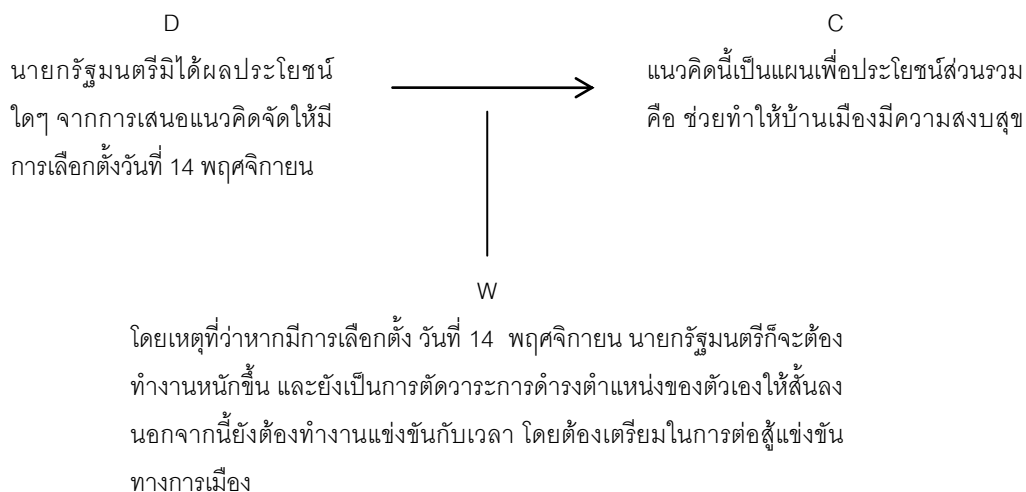 D
C
นายกรัฐมนตรีมิได้ผลประโยชน์
ใดๆ จากการเสนอแนวคิดจัดให้มี
การเลือกตั้งวันที่ 14 พฤศจิกายน
แนวคิดนี้เป็นแผนเพื่อประโยชน์ส่วนรวม
คือ ช่วยทำให้บ้านเมืองมีความสงบสุข
W
โดยเหตุที่ว่าหากมีการเลือกตั้ง วันที่ 14 พฤศจิกายน นายกรัฐมนตรีก็จะต้อง
ทำงานหนักขึ้น และยังเป็นการตัดวาระการดำรงตำแหน่งของตัวเองให้สั้นลง
นอกจากนี้ยังต้องทำงานแข่งขันกับเวลา โดยต้องเตรียมในการต่อสู้แข่งขัน
ทางการเมือง